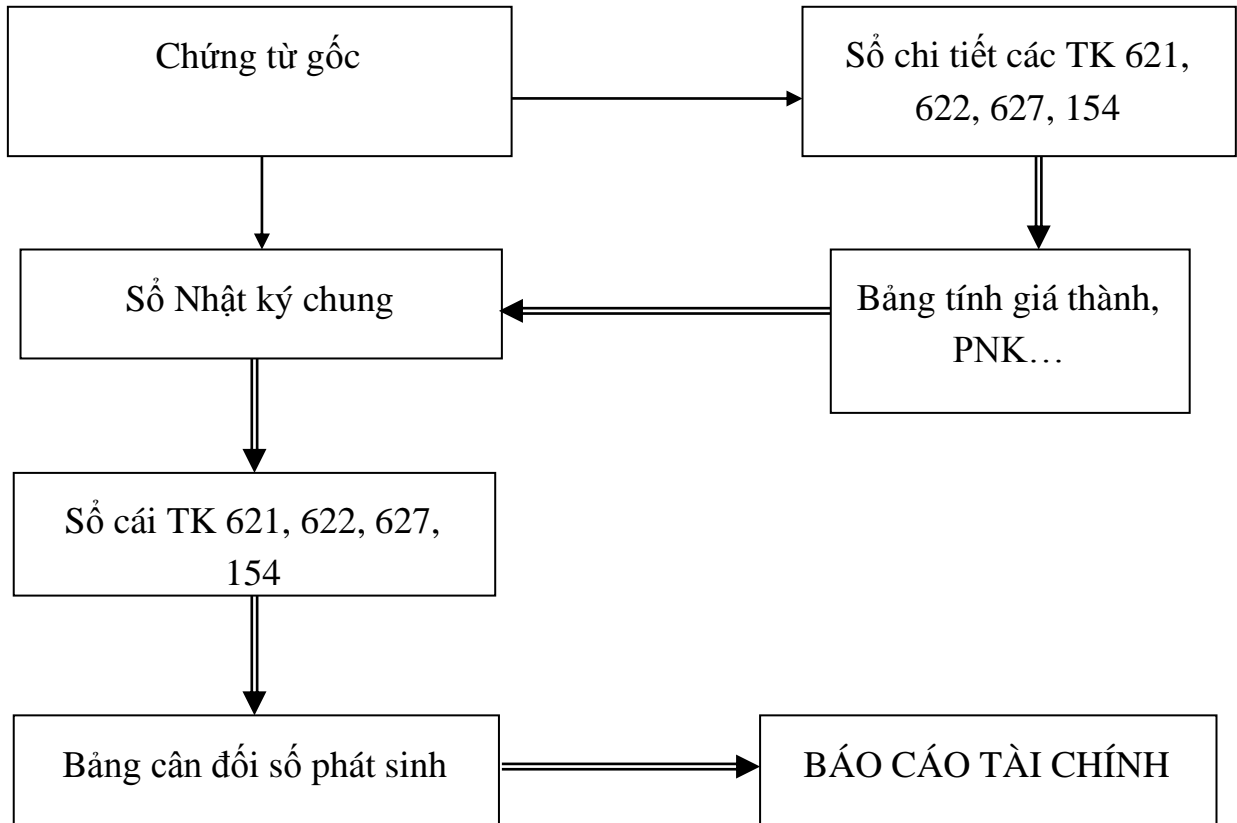 Chứng từ gốc
Sổ chi tiết các TK 621,
622, 627, 154
Sổ Nhật ký chung
Bảng tính giá thành,
PNK…
Sổ cái TK 621, 622, 627,
154
Bảng cân đối số phát sinh
BÁO CÁO TÀI CHÍNH